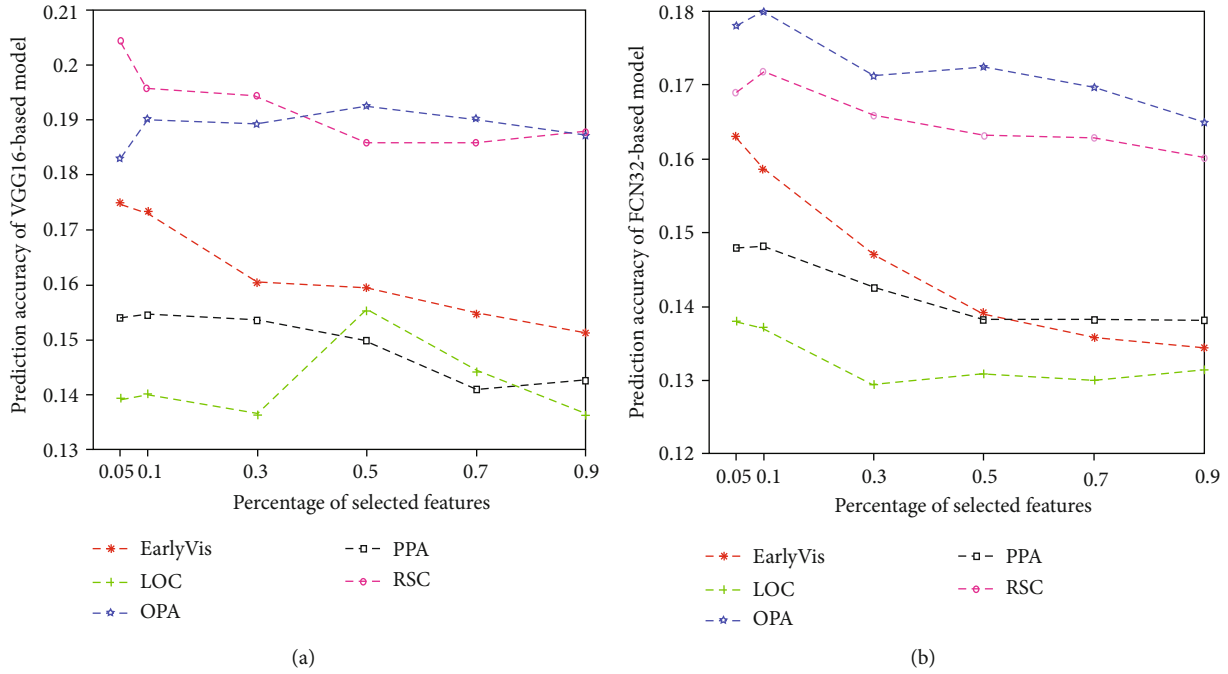 Prediction accuracy of VGG16-based model
0.21
0.2
0.19
0.18
0.17
0.16
0.15
0.14
0.13
0.05 0.1 0.3 0.5 0.7 0.9
Percentage of selected features
EarlyVis
LOC
OPA
PPA
RSC
(a)
Prediction accuracy of FCN32-based model
0.18
0.17
0.16
0.15
0.14
0.13
0.12
0.05 0.1 0.3 0.5 0.7 0.9
Percentage of selected features
EarlyVis
LOC
OPA
PPA
RSC
(b)